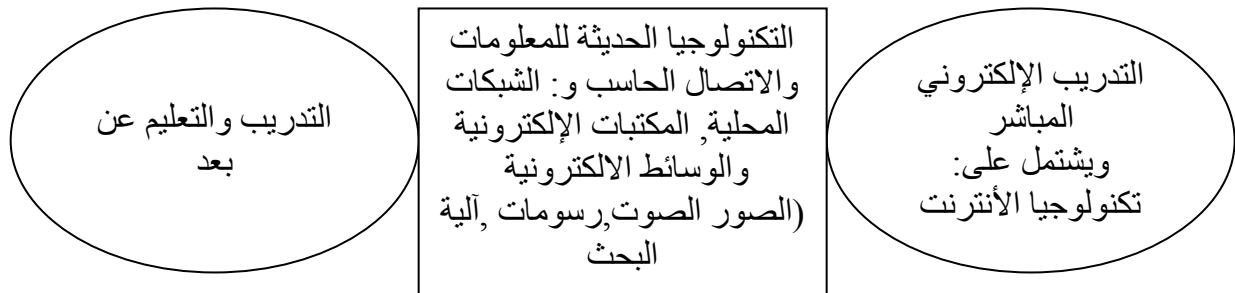 التدريب الإلكتروني
المباشر
ويشتمل على:
تكنولوجيا الأنترنت
التكنولوجيا الحديثة للمعلومات
والاتصال الحاسب و: الشبكات
المحلية, المكتبات الإلكترونية
والوسائط الالكترونية
(الصور الصوت,رسومات ,آلية
البحث
التدريب والتعليم عن
بعد